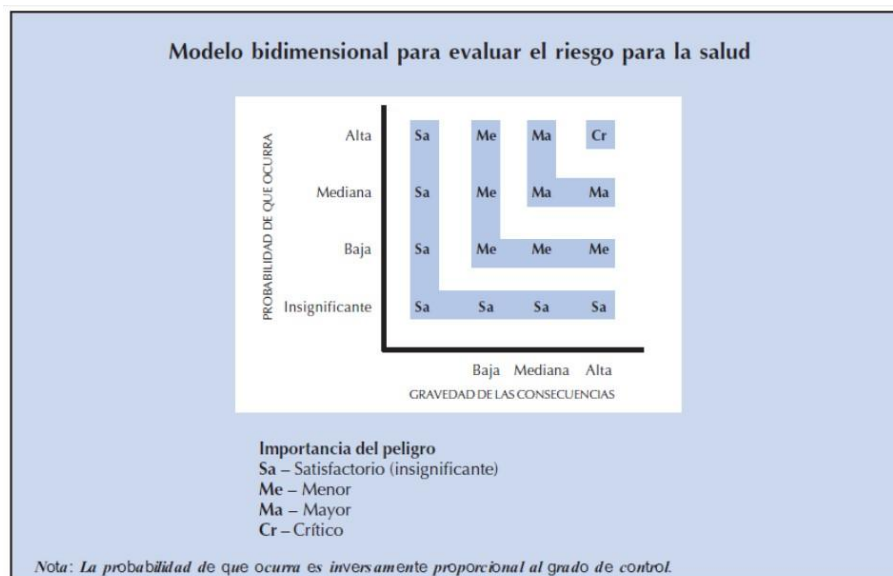 Modelo bidimensional para evaluar el riesgo para la salud
PROBABILIDAD DE QUE OCURRA
Alta Sa Me Ma Cr
Mediana Sa Me Ma Ma
Baja Sa Me Me Me
Insignificante Sa Sa Sa Sa
Baja Mediana Alta
GRAVEDAD DE LAS CONSECUENCIAS
Importancia del peligro
Sa – Satisfactorio (insignificante)
Me – Menor
Ma – Mayor
Cr – Crítico
Nota: La probabilidad de que ocurra es inversamente proporcional al grado de control.